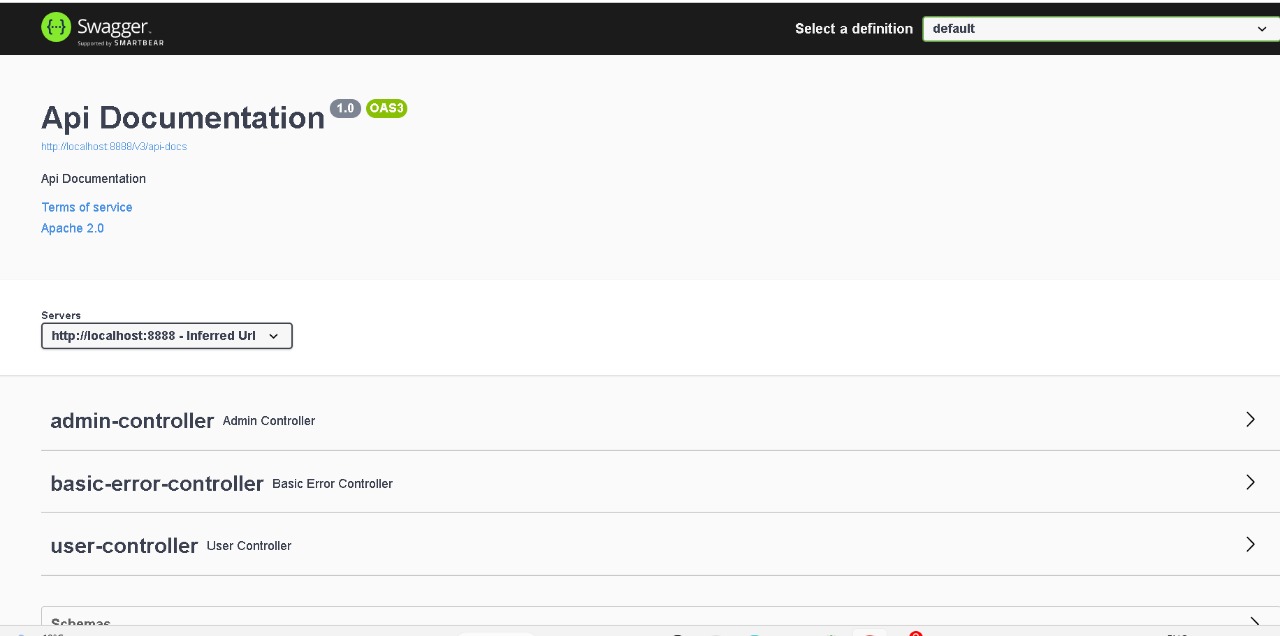 Swagger.
Supported by SMARTBEAR
Select a definition
default
Api Documentation 1.0 OAS3
http://localhost:8888/v3/api-docs
Api Documentation
Terms of service
Apache 2.0
Servers
http://localhost:8888 - Inferred Url
admin-controller Admin Controller
basic-error-controller Basic Error Controller
user-controller User Controller
Schemas